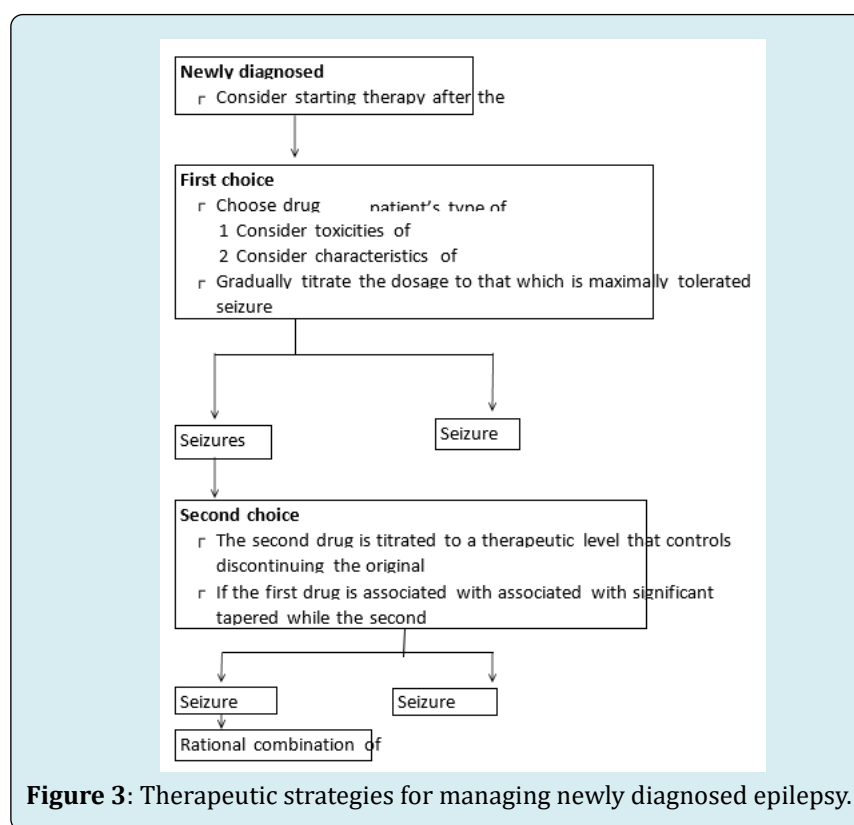 Newly diagnosed
┌ Consider starting therapy after the
First choice
┌ Choose drug patient's type of
1 Consider toxicities of
2 Consider characteristics of
┌ Gradually titrate the dosage to that which is maximally tolerated
seizure
Seizures
Seizure
Second choice
┌ The second drug is titrated to a therapeutic level that controls
discontinuing the original
┌ If the first drug is associated with associated with significant
tapered while the second
Seizure
Seizure
Rational combination of
Figure 3: Therapeutic strategies for managing newly diagnosed epilepsy.